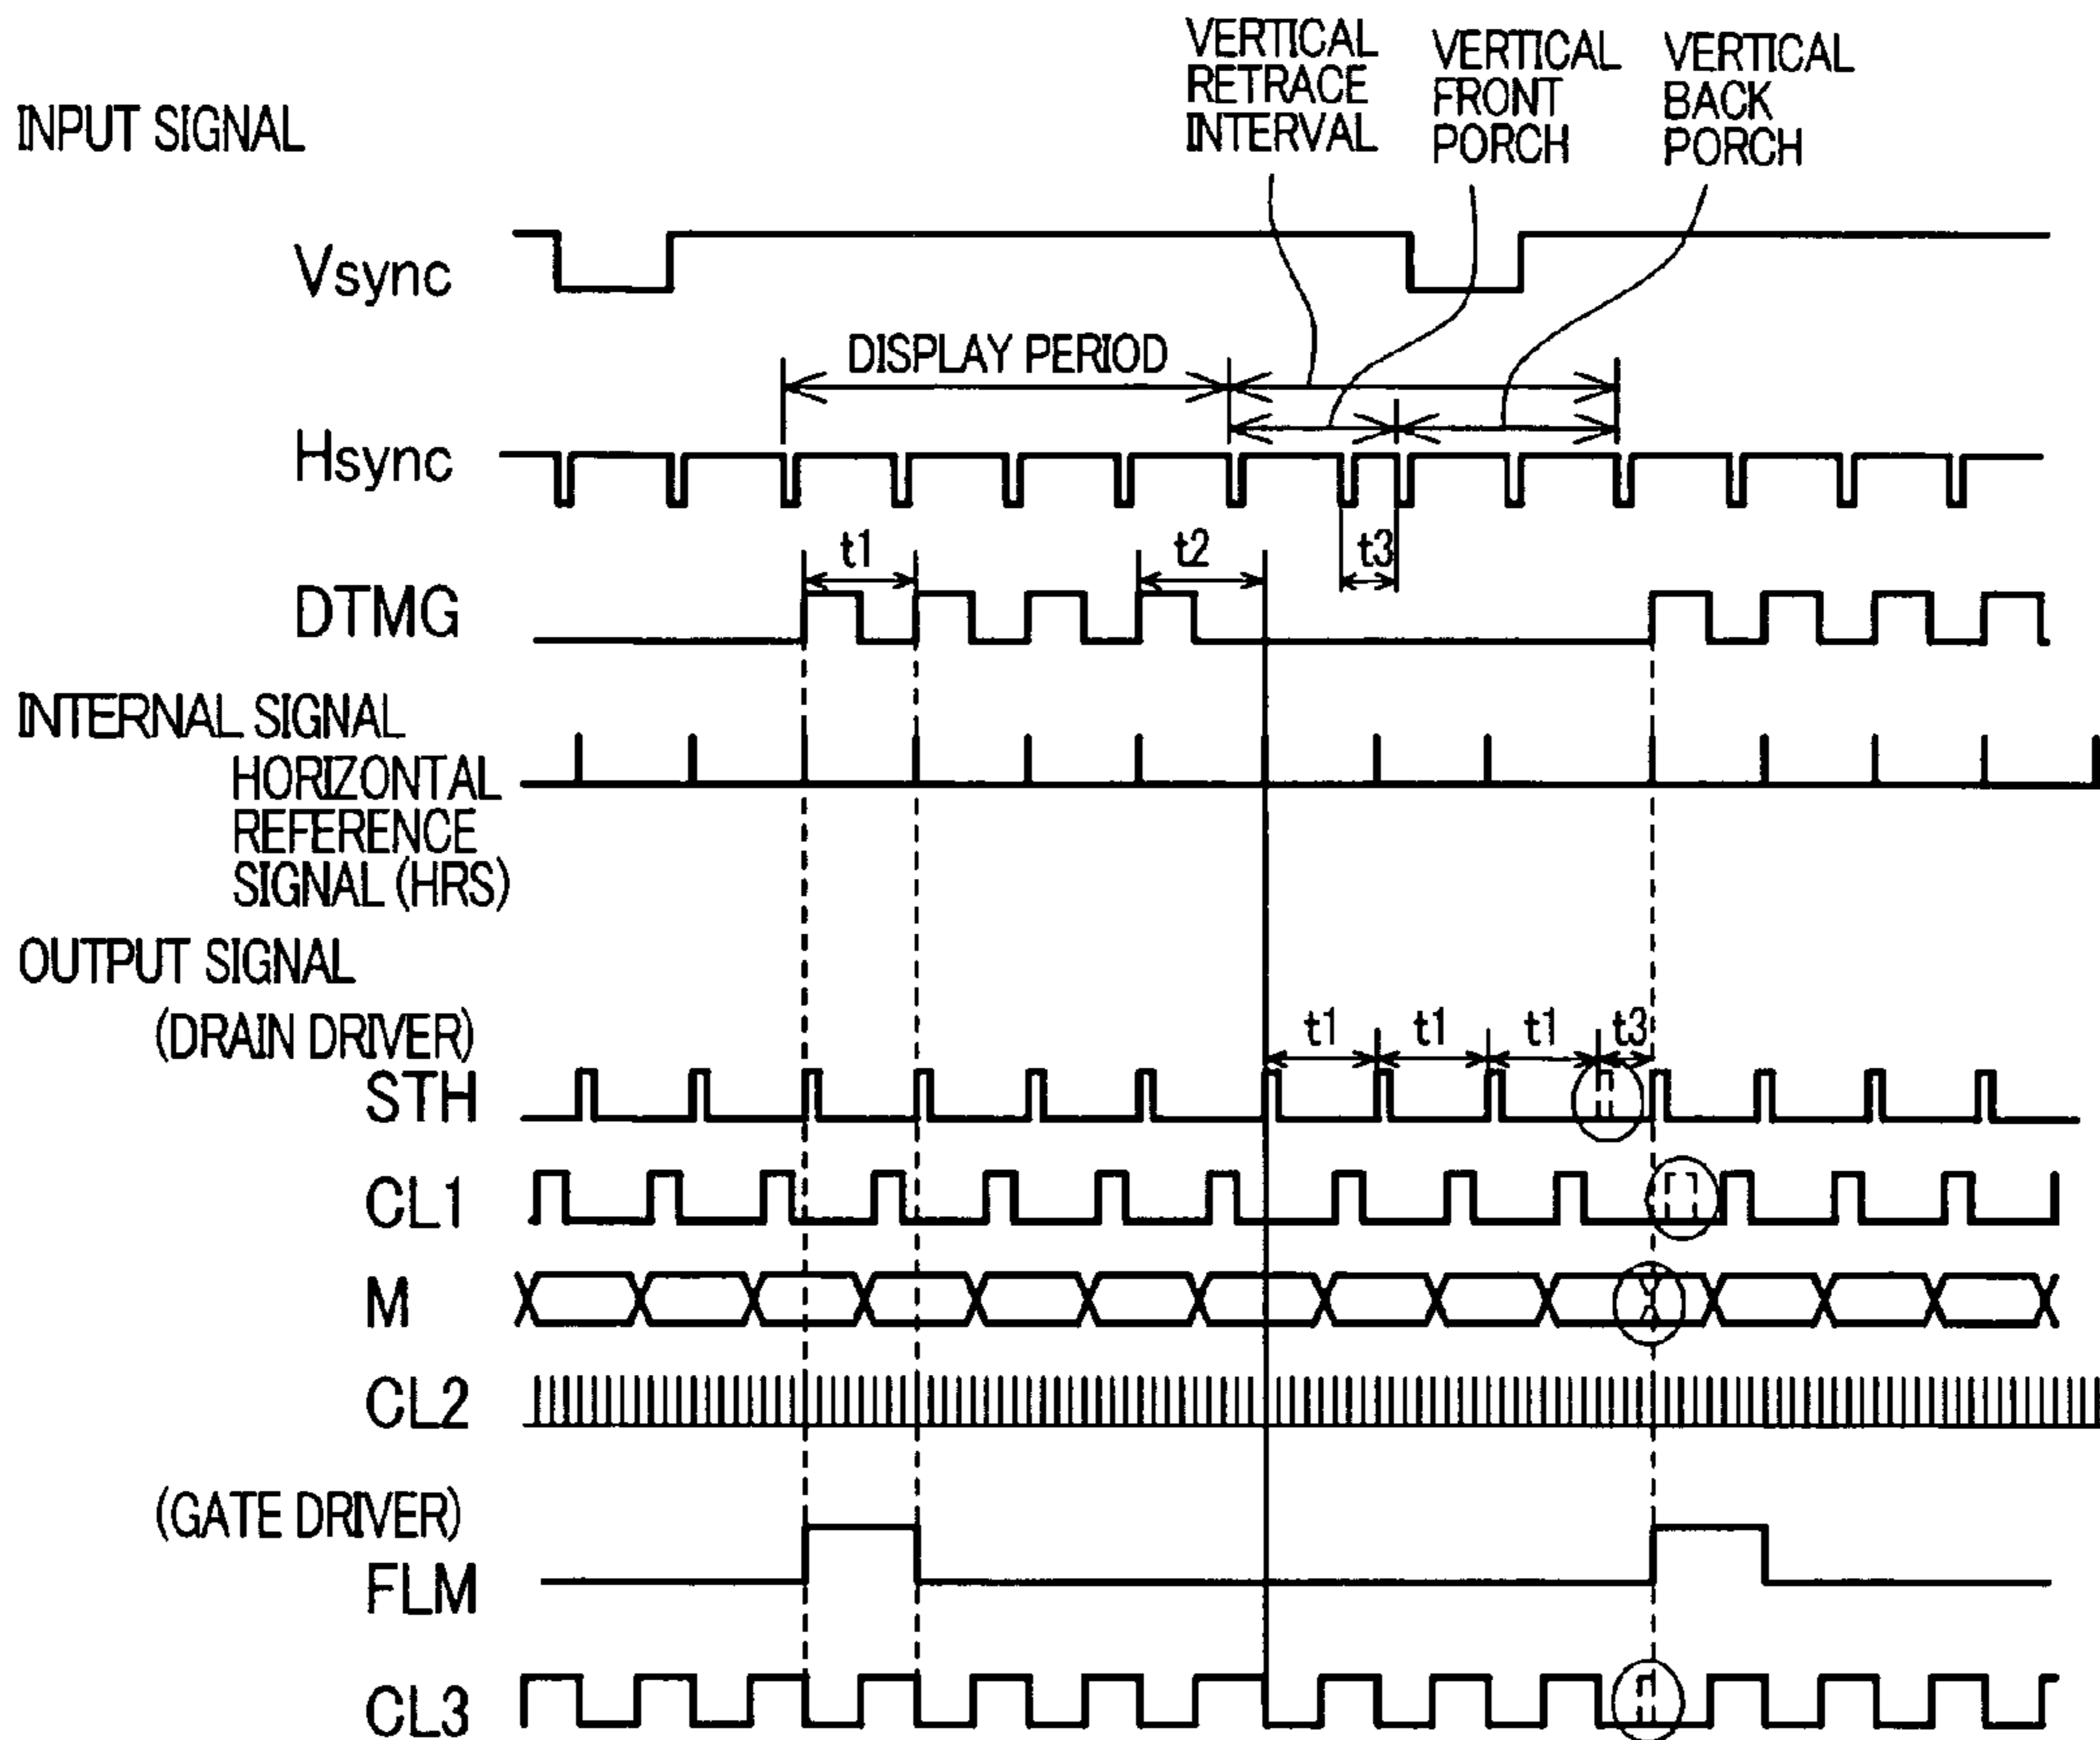 VERTICAL
RETRACE
INTERVAL
VERTICAL
FRONT
PORCH
VERTICAL
BACK
PORCH
INPUT SIGNAL
Vsync
DISPLAY PERIOD
Hsync
t1
t2
t3
DTMG
INTERNAL SIGNAL
HORIZONTAL
REFERENCE
SIGNAL (HRS)
OUTPUT SIGNAL
(DRAIN DRIVER)
t1
t1
t1
t3
STH
CL1
M
CL2
(GATE DRIVER)
FLM
CL3